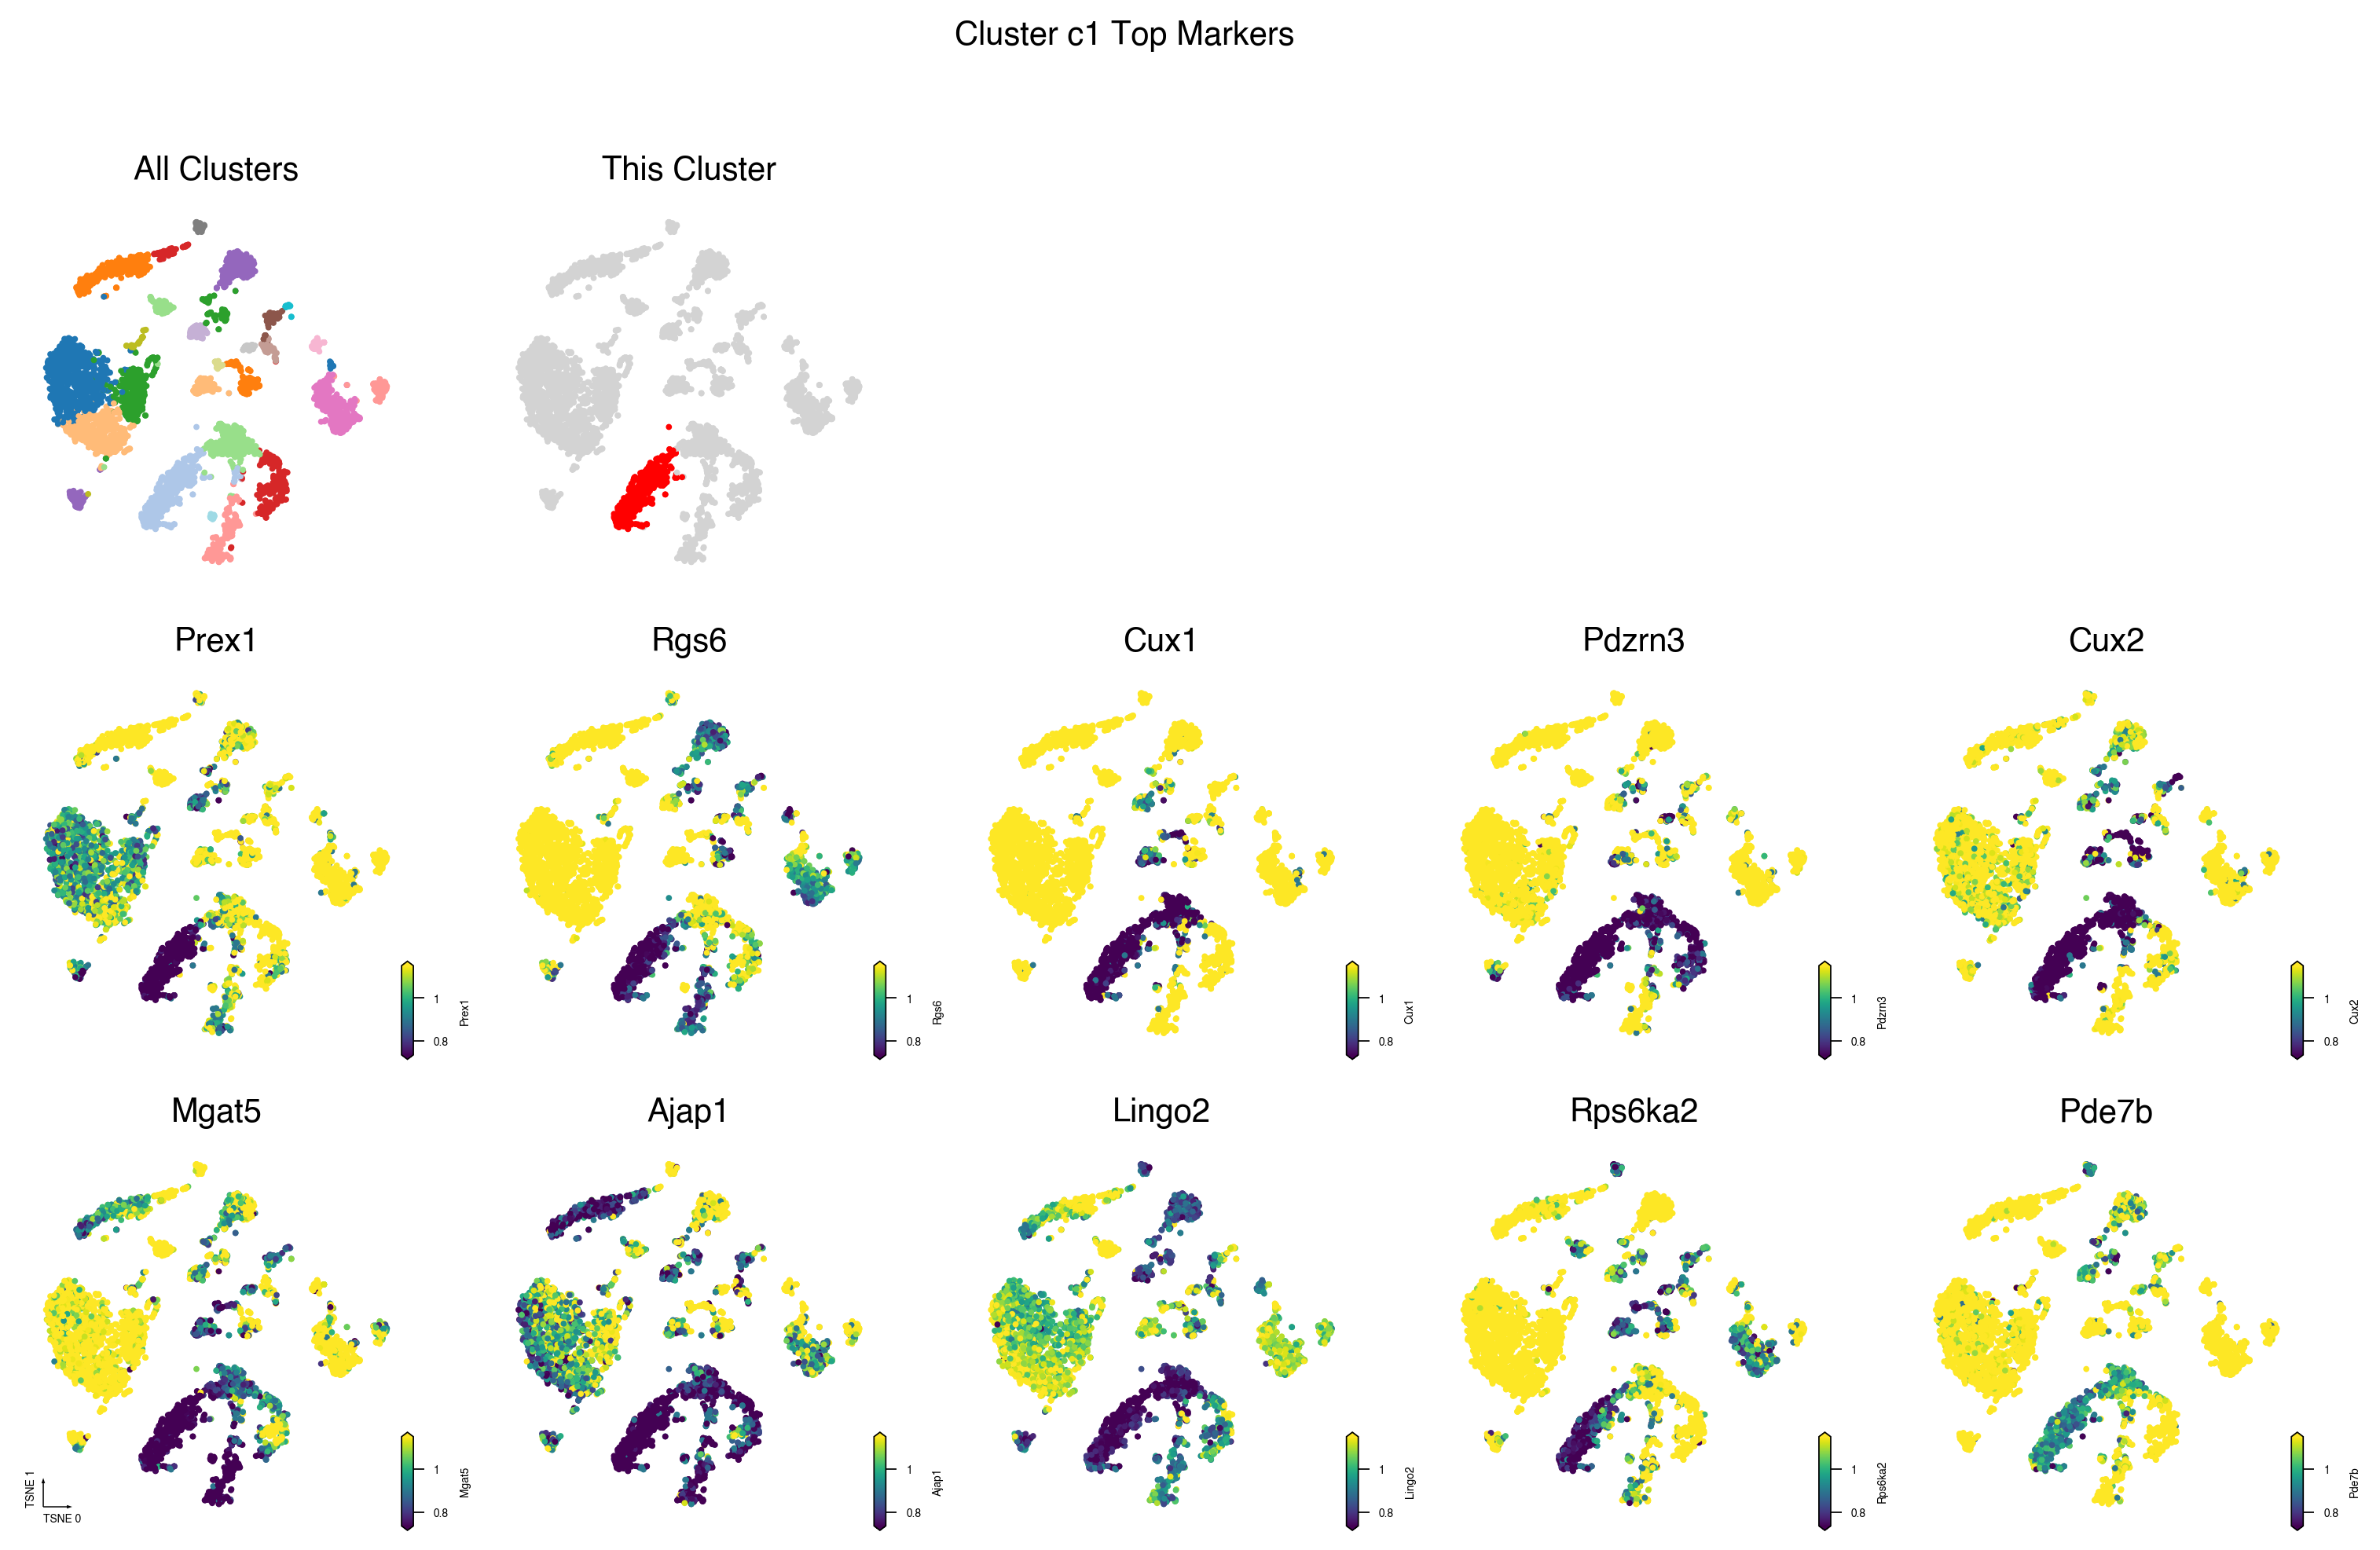 Cluster c1 Top Markers
All Clusters
This Cluster
Prex1
Rgs6
Cux1
Pdzrn3
Cux2
1
0.8
Prex1
1
0.8
Rgs6
1
0.8
Cux1
1
0.8
Pdzrn3
1
0.8
Cux2
Mgat5
Ajap1
Lingo2
Rps6ka2
Pde7b
TSNE 1
TSNE 0
1
0.8
Mgat5
1
0.8
Ajap1
1
0.8
Lingo2
1
0.8
Rps6ka2
1
0.8
Pde7b